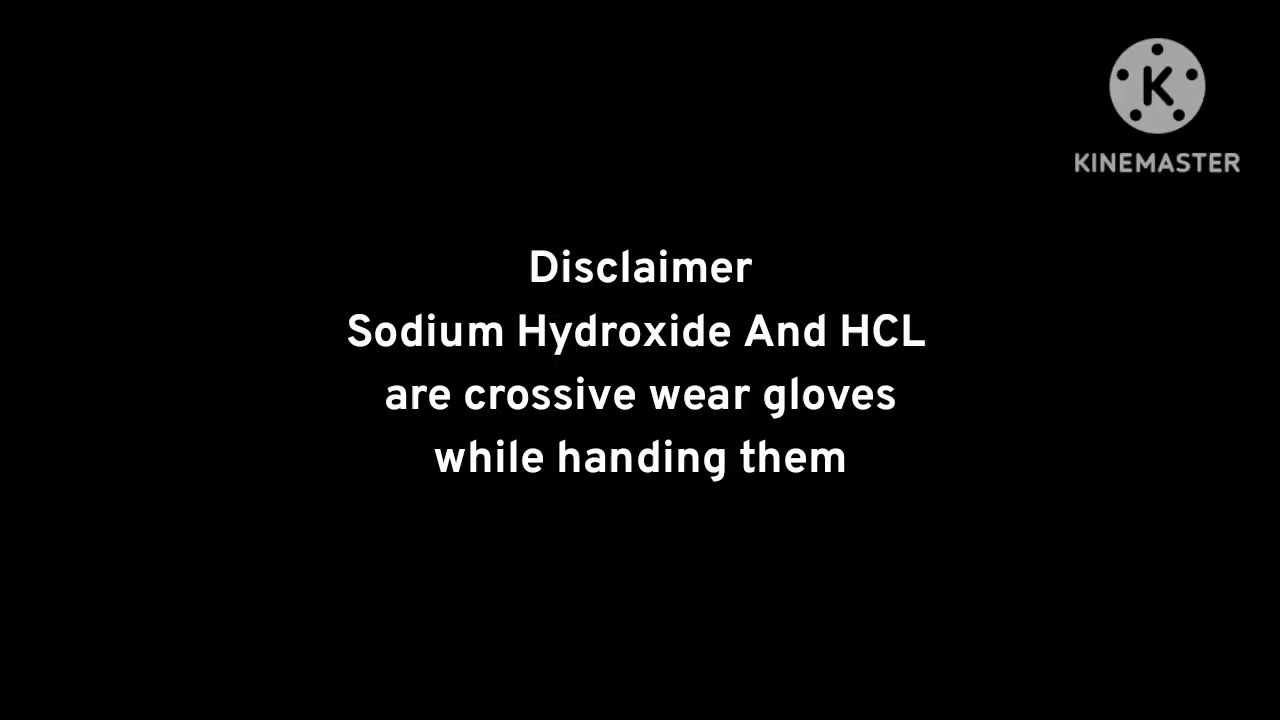 K
KINEMASTER
Disclaimer
Sodium Hydroxide And HCL
are crossive wear gloves
while handing them